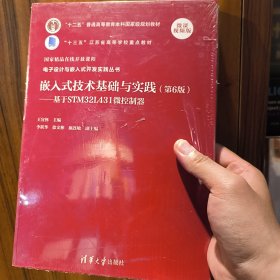 “十二五”普通高等教育本科国家级规划教材
微课视频版
“十三五”江苏省高等学校重点教材
国家精品在线开放课程
电子设计与嵌入式开发实践丛书
嵌入式技术基础与实践（第6版）
——基于STM32L431微控制器
王宜怀 主编
副主编
清华大学出版社